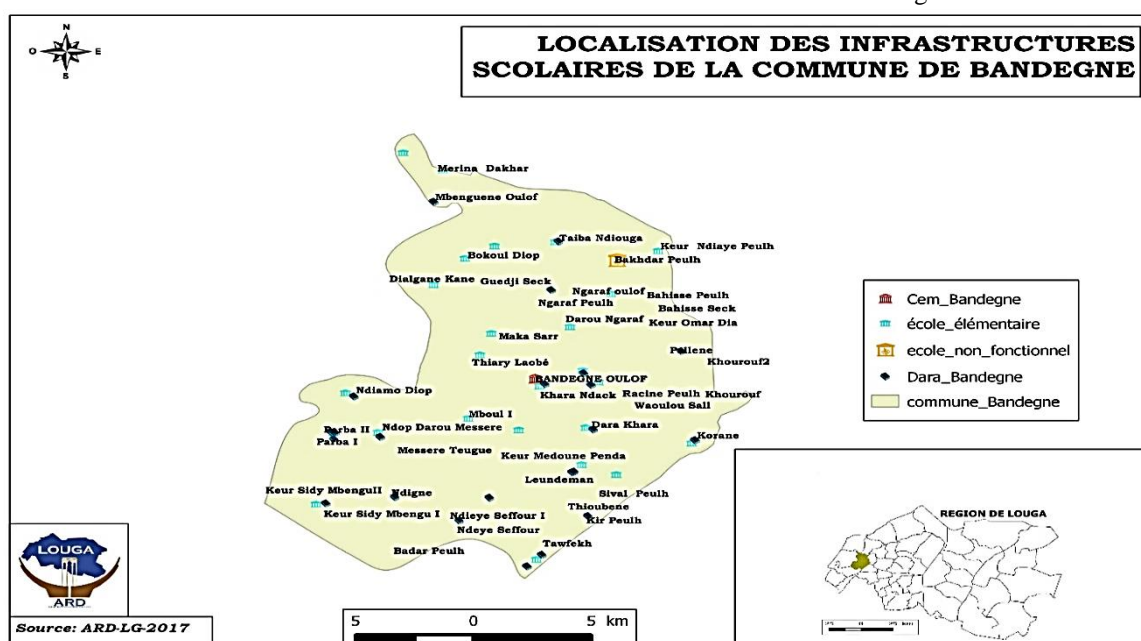 LOCALISATION DES INFRASTRUCTURES
SCOLAIRES DE LA COMMUNE DE BANDEGNE
N
O E
S
Merina Dakhar
Mbenguene Oulof
Taiba Ndiouga
Keur Ndiaye Peulh
Bokoul Diop
Bakhdar Peulh
Dialgane Kane
Guedji Seck
Ngaraf oulof
Bahisse Peulh
Ngaraf Peulh
Bahisse Seck
Darou Ngaraf
Keur Omar Dia
Maka Sarr
Pallene
Thiary Laobé
Khourouf2
BANDEGNE OULOF
Ndiamo Diop
Khara Ndack
Racine Peulh
Khourouf
Waoulou Sall
Mboul I
Parba II
Ndop Darou Messere
Dara Khara
Parba I
Korane
Messere Teugue
Keur Medoune Penda
Leundeman
Keur Sidy MbenguII
Ndigne
Sival Peulh
Keur Sidy Mbengu I
Ndieye Seffour I
Thioubene
Kir Peulh
Ndeye Seffour
Badar Peulh
Tawfekh
Cem_Bandegne
école_élémentaire
ecole_non_fonctionnel
Dara_Bandegne
commune_Bandegne
REGION DE LOUGA
LOUGA
ARD
Source: ARD-LG-2017
5 5 km